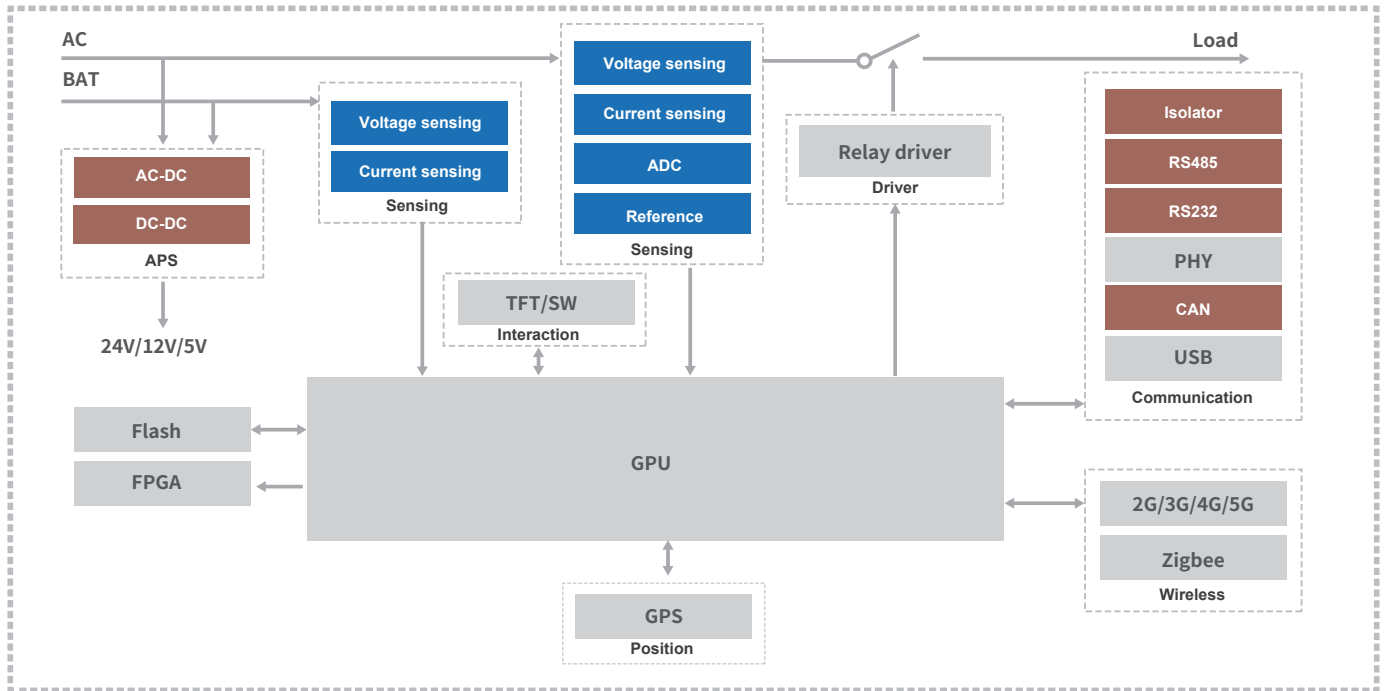 AC
BAT
Load
Voltage sensing
Current sensing
ADC
Reference
Sensing
Voltage sensing
Current sensing
Sensing
AC-DC
DC-DC
APS
24V/12V/5V
Relay driver
Driver
Isolator
RS485
RS232
PHY
CAN
USB
Communication
TFT/SW
Interaction
Flash
FPGA
GPU
2G/3G/4G/5G
Zigbee
Wireless
GPS
Position